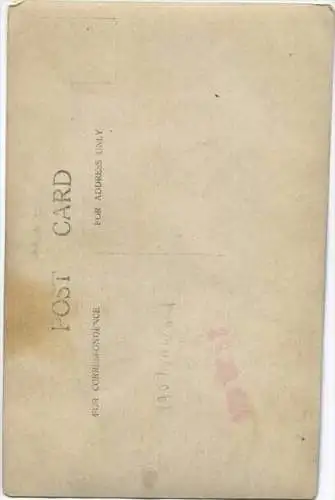 POST CARD
FOR CORRESPONDENCE
FOR ADDRESS ONLY